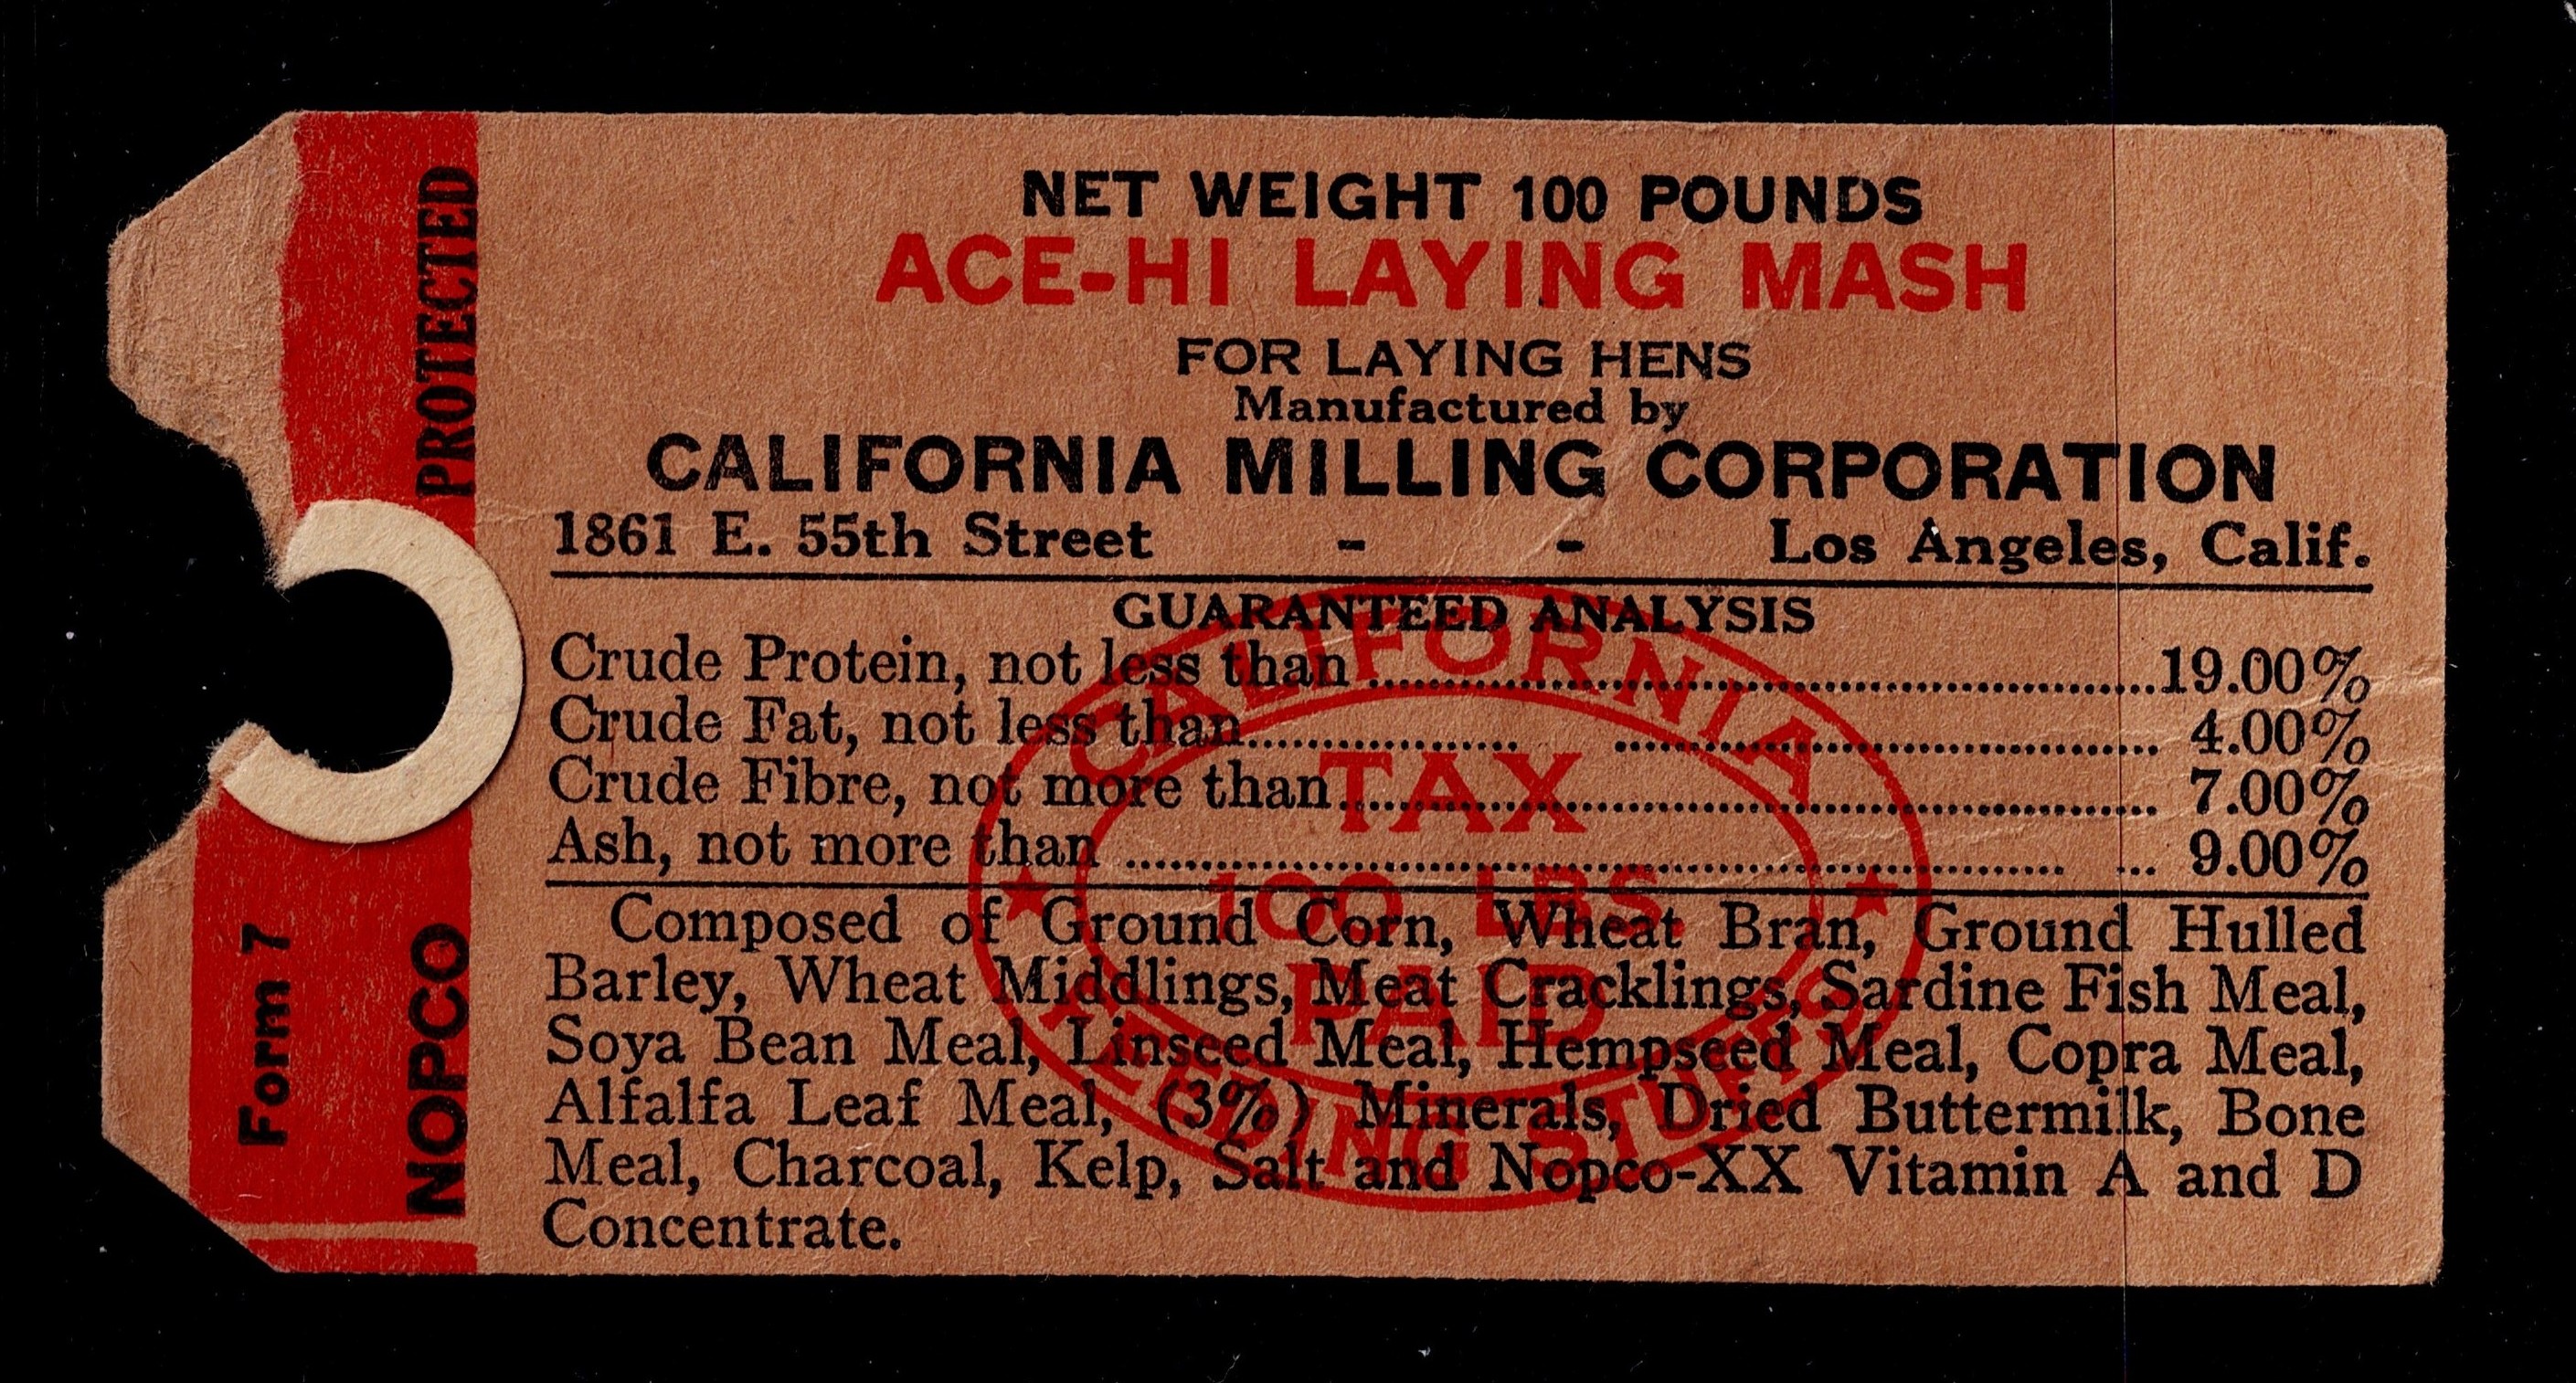 NET WEIGHT 100 POUNDS
ACE-HI LAYING MASH
FOR LAYING HENS
Manufactured by
CALIFORNIA MILLING CORPORATION
1861 E. 55th Street - - Los Angeles, Calif.
GUARANTEED ANALYSIS
Crude Protein, not less than ........ 19.00%
Crude Fat, not less than ........ 4.00%
Crude Fibre, not more than ........ 7.00%
Ash, not more than ........ 9.00%
Composed of Ground Corn, Wheat Bran, Ground Hulled
Barley, Wheat Middlings, Meat Cracklings, Sardine Fish Meal,
Soya Bean Meal, Linseed Meal, Hempseed Meal, Copra Meal,
Alfalfa Leaf Meal, (3%) Minerals, Dried Buttermilk, Bone
Meal, Charcoal, Kelp, Salt and Nopco-XX Vitamin A and D
Concentrate.
CALIFORNIA
TAX
100 LBS.
PAID
FEEDING STUFFS
Form 7
NOPCO PROTECTED